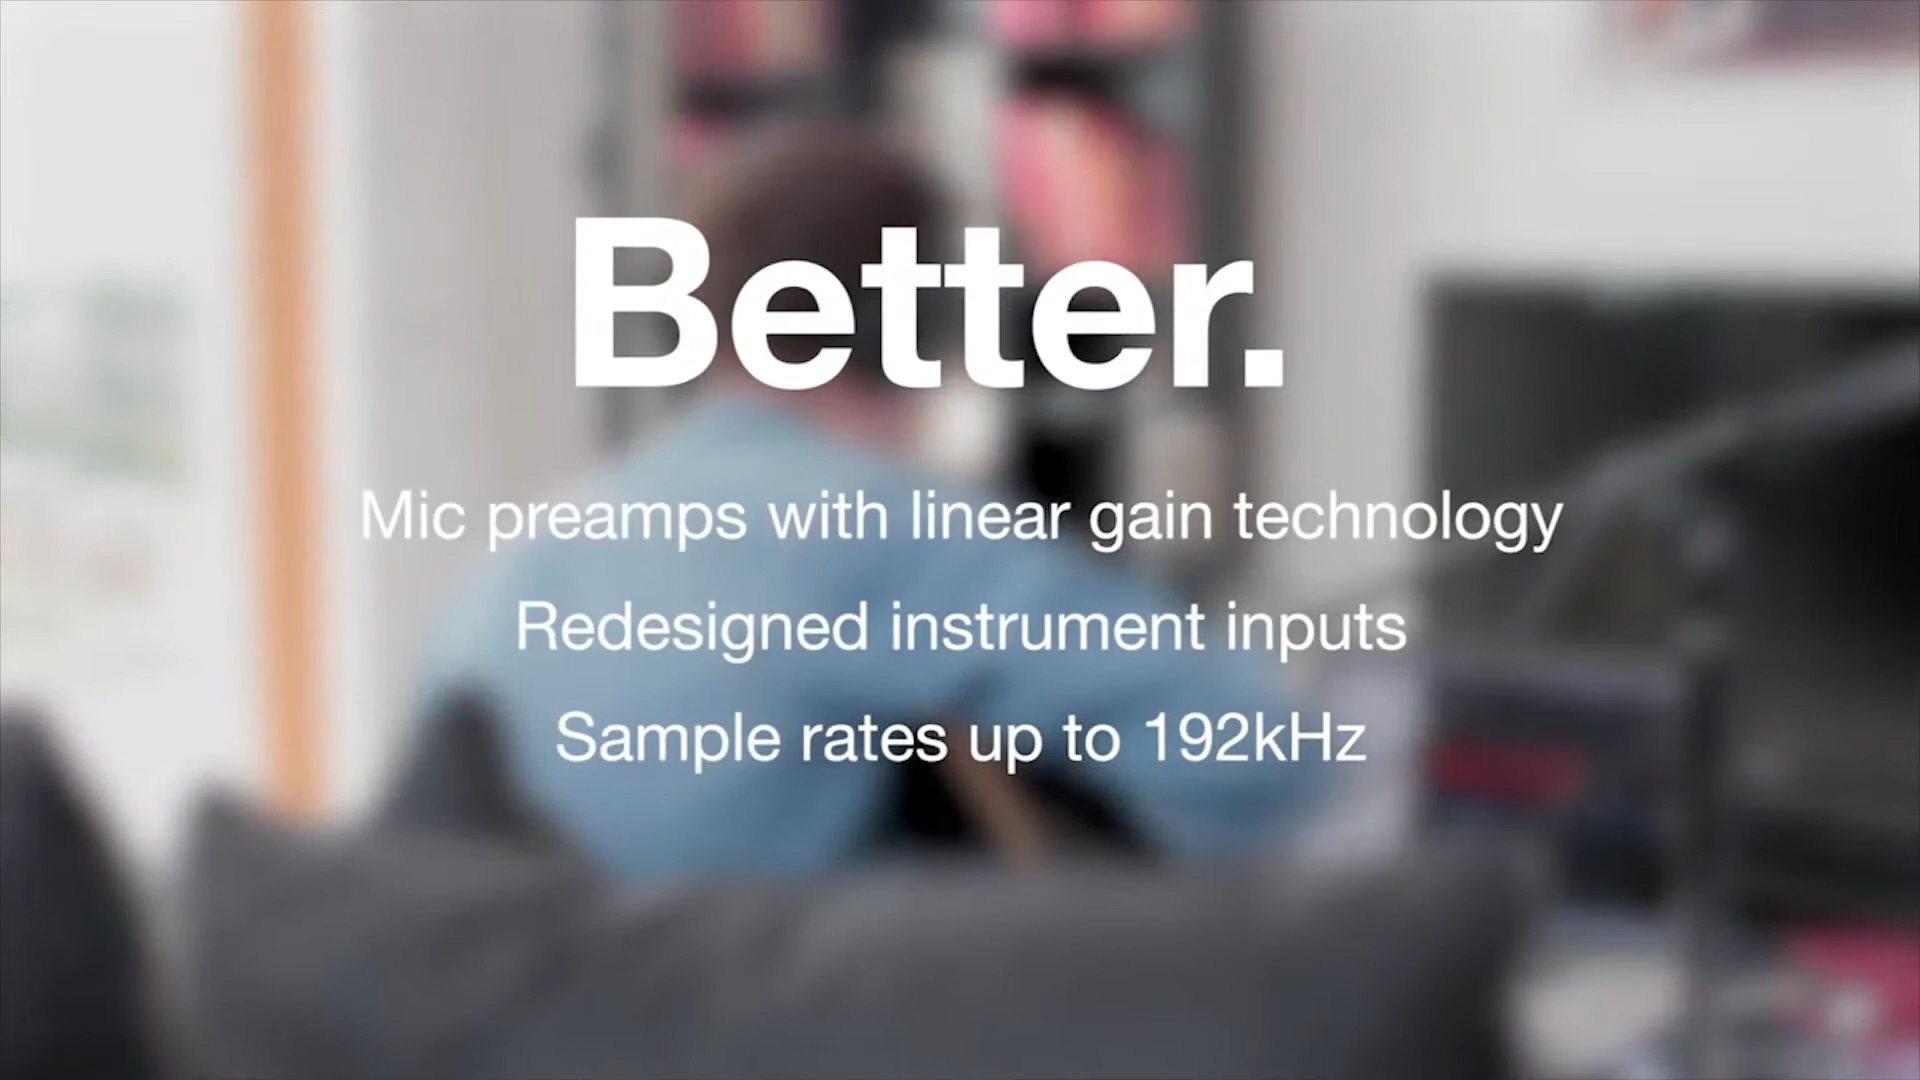 Better.
Mic preamps with linear gain technology
Redesigned instrument inputs
Sample rates up to 192kHz